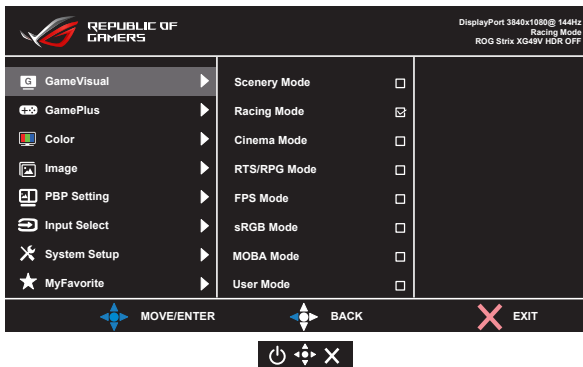 REPUBLIC OF
GAMERS
DisplayPort 3840x1080@ 144Hz
Racing Mode
ROG Strix XG49V HDR OFF
G GameVisual
GamePlus
Color
Image
PBP Setting
Input Select
System Setup
MyFavorite
Scenery Mode
Racing Mode
Cinema Mode
RTS/RPG Mode
FPS Mode
sRGB Mode
MOBA Mode
User Mode
MOVE/ENTER
BACK
EXIT